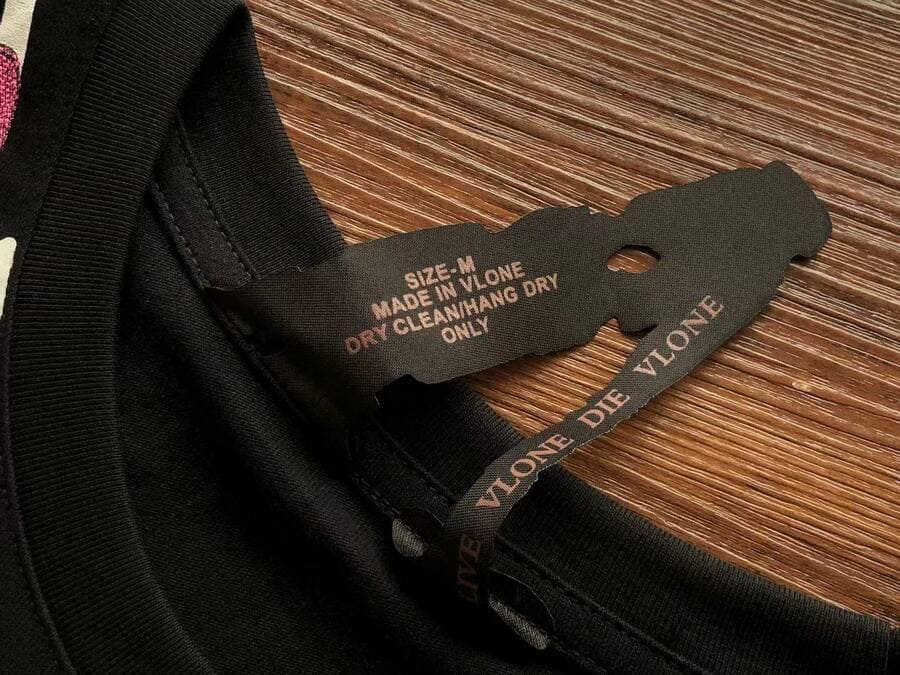 SIZE-M
MADE IN VLONE
DRY CLEAN/HANG DRY
ONLY
LIVE VLONE DIE VLONE